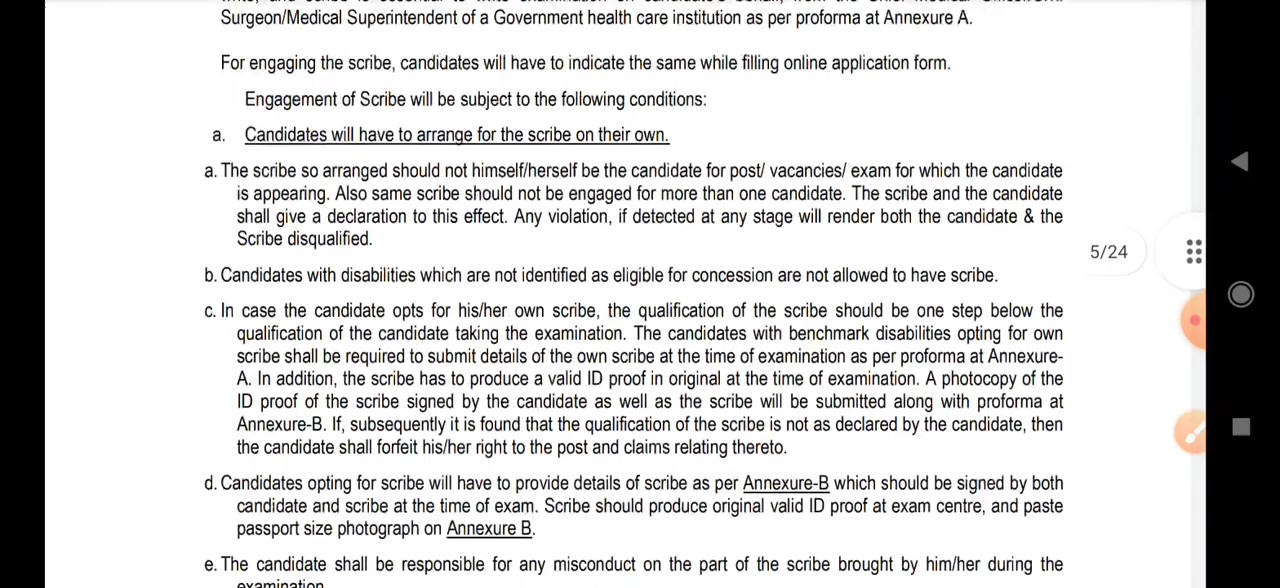 Surgeon/Medical Superintendent of a Government health care institution as per proforma at Annexure A.
For engaging the scribe, candidates will have to indicate the same while filling online application form.
Engagement of Scribe will be subject to the following conditions:
a. Candidates will have to arrange for the scribe on their own.
a. The scribe so arranged should not himself/herself be the candidate for post/ vacancies/ exam for which the candidate
is appearing. Also same scribe should not be engaged for more than one candidate. The scribe and the candidate
shall give a declaration to this effect. Any violation, if detected at any stage will render both the candidate & the
Scribe disqualified.
5/24
b. Candidates with disabilities which are not identified as eligible for concession are not allowed to have scribe.
c. In case the candidate opts for his/her own scribe, the qualification of the scribe should be one step below the
qualification of the candidate taking the examination. The candidates with benchmark disabilities opting for own
scribe shall be required to submit details of the own scribe at the time of examination as per proforma at Annexure-
A. In addition, the scribe has to produce a valid ID proof in original at the time of examination. A photocopy of the
ID proof of the scribe signed by the candidate as well as the scribe will be submitted along with proforma at
Annexure-B. If, subsequently it is found that the qualification of the scribe is not as declared by the candidate, then
the candidate shall forfeit his/her right to the post and claims relating thereto.
d. Candidates opting for scribe will have to provide details of scribe as per Annexure-B which should be signed by both
candidate and scribe at the time of exam. Scribe should produce original valid ID proof at exam centre, and paste
passport size photograph on Annexure B.
e. The candidate shall be responsible for any misconduct on the part of the scribe brought by him/her during the
examination